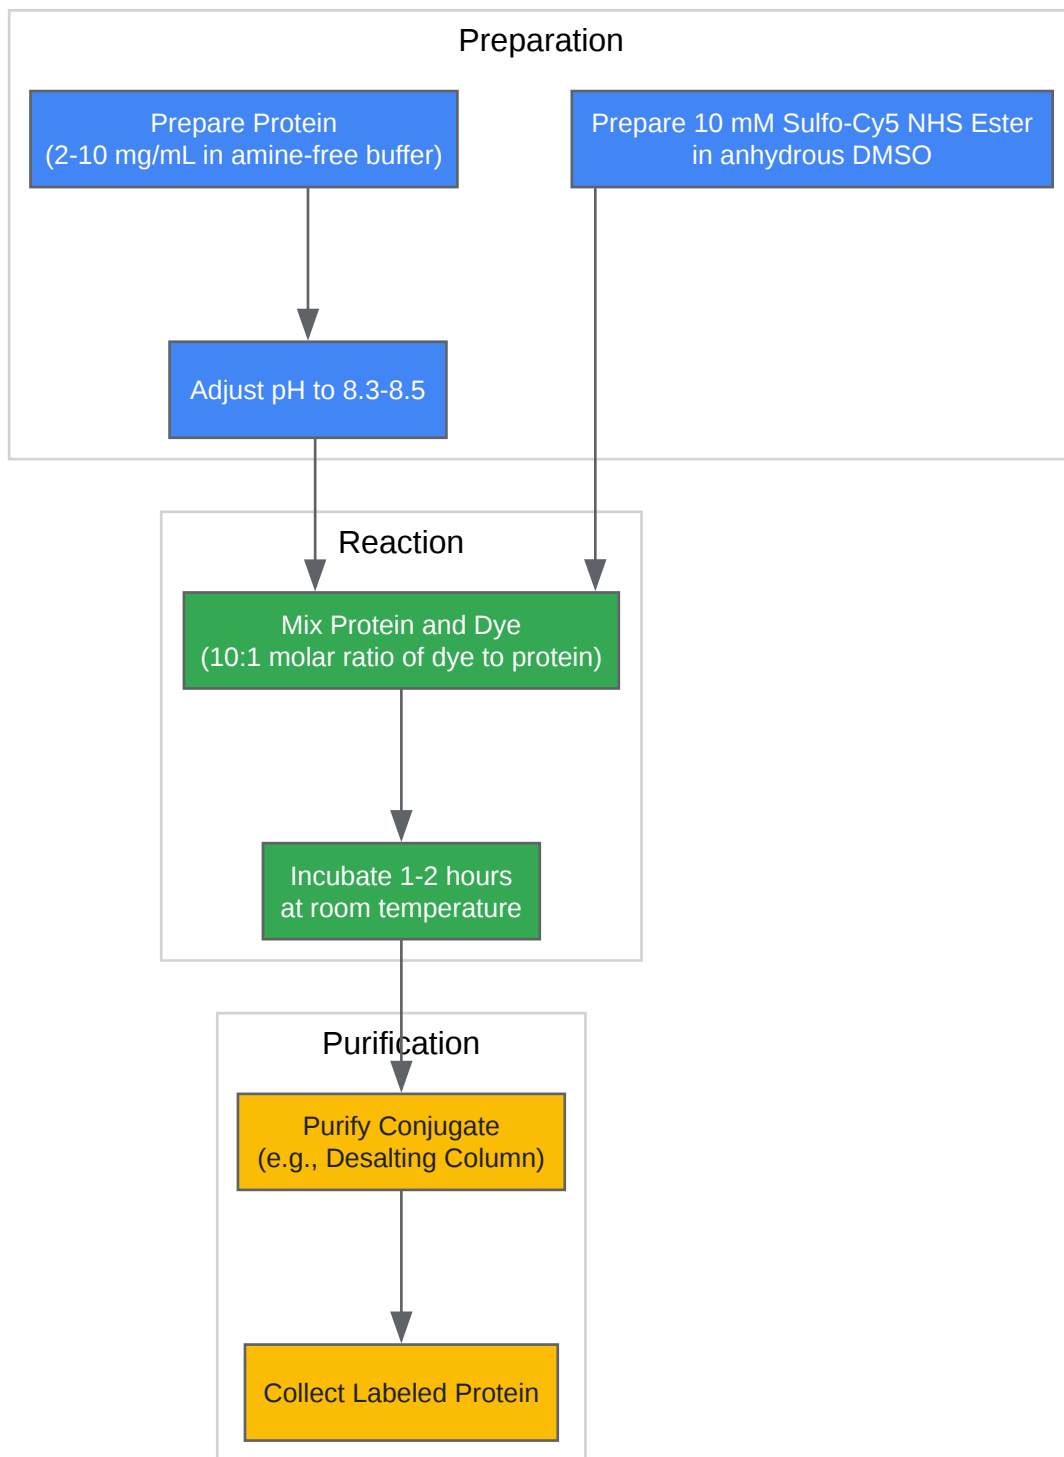 Preparation
Prepare Protein
(2-10 mg/mL in amine-free buffer)
Prepare 10 mM Sulfo-Cy5 NHS Ester
in anhydrous DMSO
Adjust pH to 8.3-8.5
Reaction
Mix Protein and Dye
(10:1 molar ratio of dye to protein)
Incubate 1-2 hours
at room temperature
Purification
Purify Conjugate
(e.g., Desalting Column)
Collect Labeled Protein